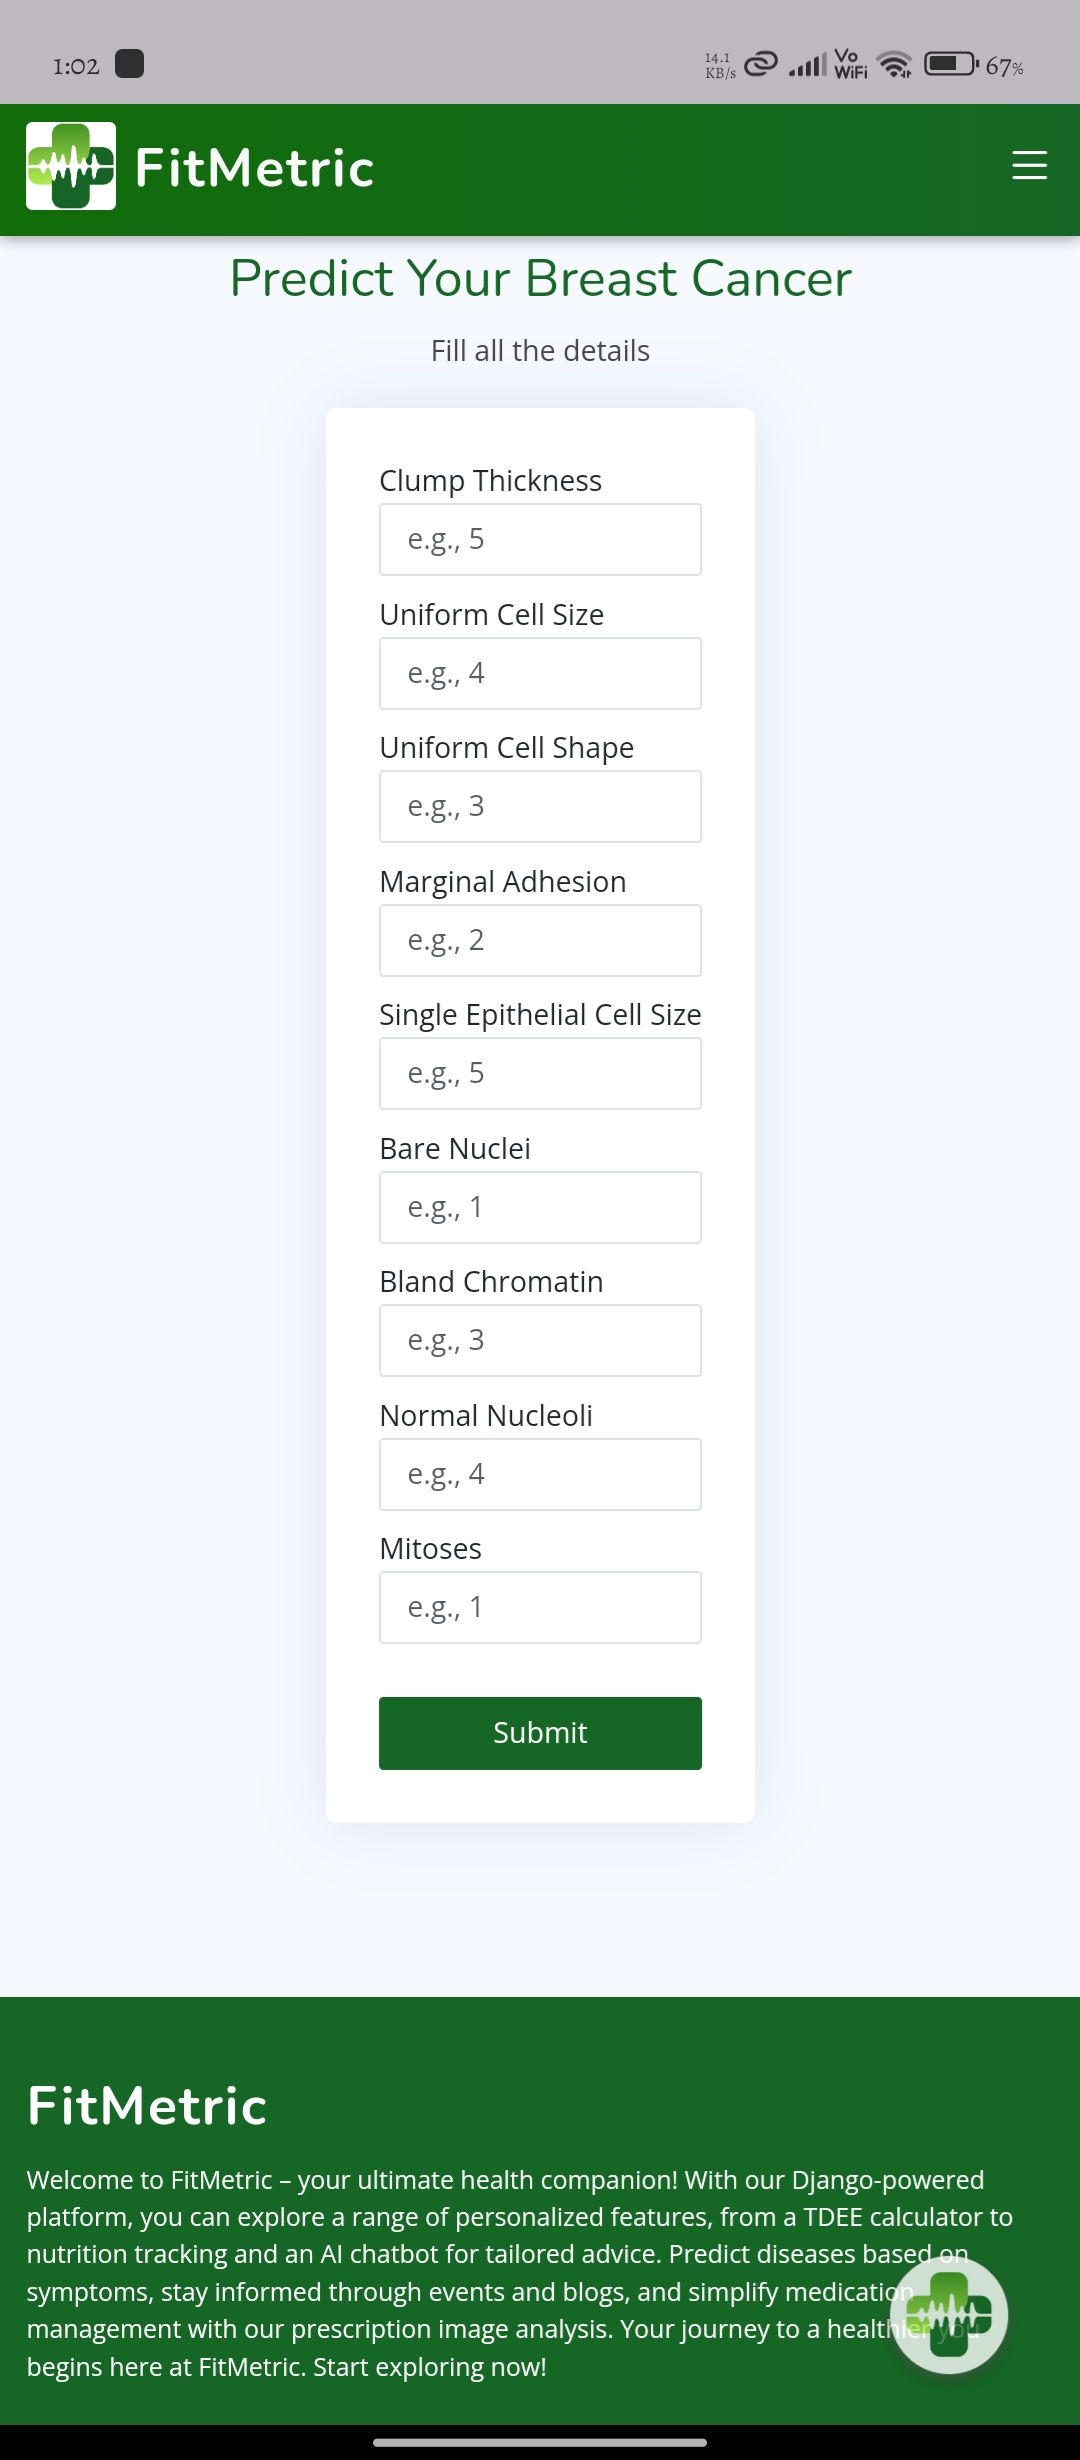 1:02
14.1
KB/s
Vo
WiFi
67%
FitMetric
Predict Your Breast Cancer
Fill all the details
Clump Thickness
e.g., 5
Uniform Cell Size
e.g., 4
Uniform Cell Shape
e.g., 3
Marginal Adhesion
e.g., 2
Single Epithelial Cell Size
e.g., 5
Bare Nuclei
e.g., 1
Bland Chromatin
e.g., 3
Normal Nucleoli
e.g., 4
Mitoses
e.g., 1
Submit
FitMetric
Welcome to FitMetric – your ultimate health companion! With our Django-powered
platform, you can explore a range of personalized features, from a TDEE calculator to
nutrition tracking and an AI chatbot for tailored advice. Predict diseases based on
symptoms, stay informed through events and blogs, and simplify medication
management with our prescription image analysis. Your journey to a healthier you
begins here at FitMetric. Start exploring now!